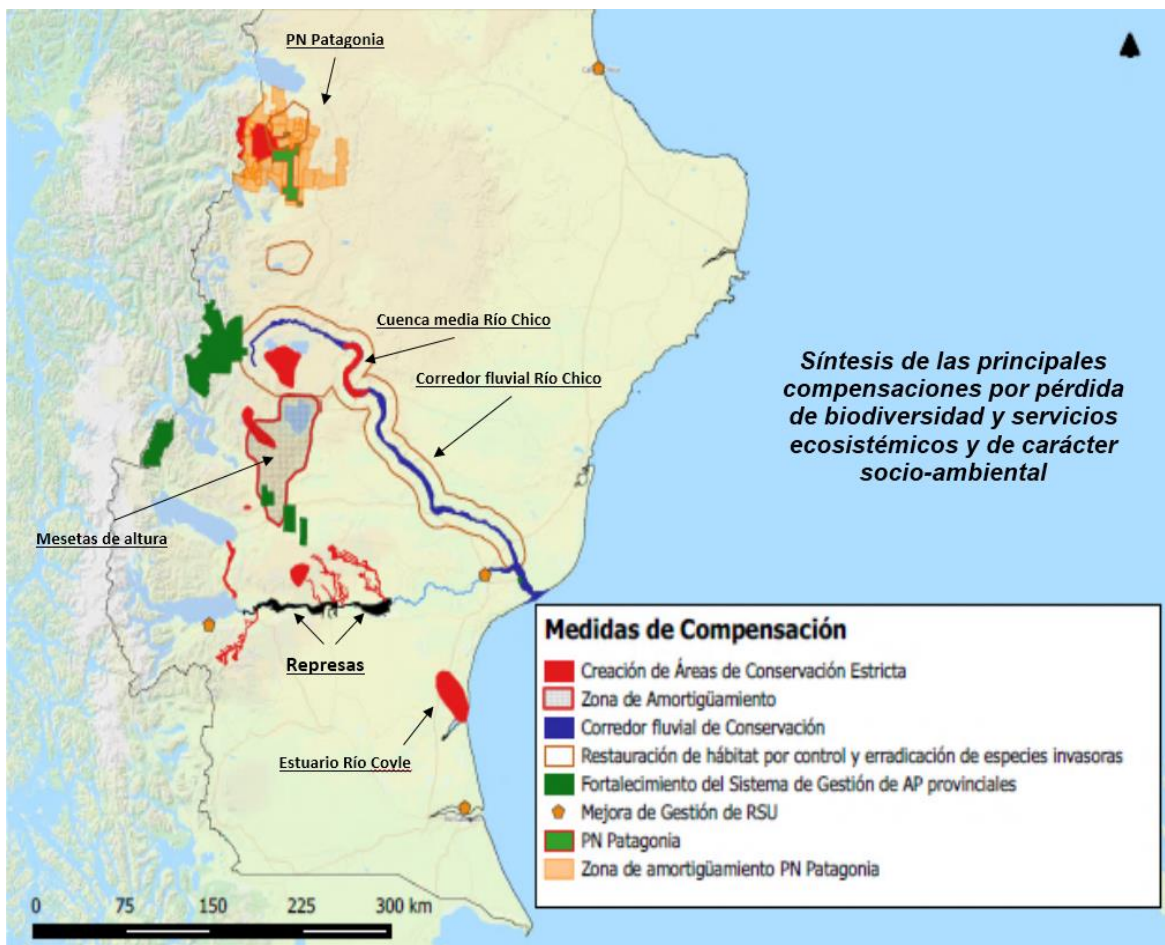 PN Patagonia
Cuenca media Río Chico
Corredor fluvial Río Chico
Síntesis de las principales
compensaciones por pérdida
de biodiversidad y servicios
ecosistémicos y de carácter
socio-ambiental
Mesetas de altura
Represas
Estuario Río Coyle
Medidas de Compensación
Creación de Áreas de Conservación Estricta
Zona de Amortigüamiento
Corredor fluvial de Conservación
Restauración de hábitat por control y erradicación de especies invasoras
Fortalecimiento del Sistema de Gestión de AP provinciales
Mejora de Gestión de RSU
PN Patagonia
Zona de amortigüamiento PN Patagonia
0 75 150 225 300 km